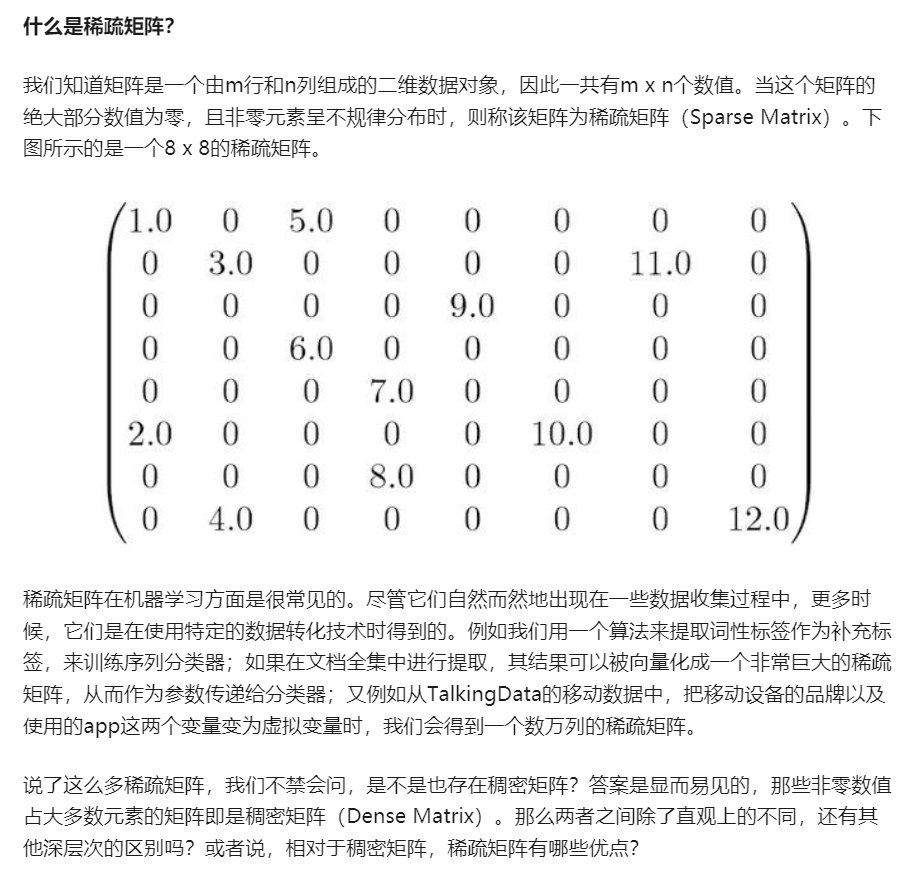 什么是稀疏矩阵？
我们知道矩阵是一个由m行和n列组成的二维数据对象，因此一共有m x n个数值。当这个矩阵的
绝大部分数值为零，且非零元素呈不规律分布时，则称该矩阵为稀疏矩阵（Sparse Matrix）。下
图所示的是一个8 x 8的稀疏矩阵。
1.0 0 5.0 0 0 0 0 0
0 3.0 0 0 0 0 11.0 0
0 0 0 0 9.0 0 0 0
0 0 6.0 0 0 0 0 0
0 0 0 7.0 0 0 0 0
2.0 0 0 0 0 10.0 0 0
0 0 0 8.0 0 0 0 0
0 4.0 0 0 0 0 0 12.0
稀疏矩阵在机器学习方面是很常见的。尽管它们自然而然地出现在一些数据收集过程中，更多时
候，它们是在使用特定的数据转化技术时得到的。例如我们用一个算法来提取词性标签作为补充标
签，来训练序列分类器；如果在文档全集中进行提取，其结果可以被向量化成一个非常巨大的稀疏
矩阵，从而作为参数传递给分类器；又例如从TalkingData的移动数据中，把移动设备的品牌以及
使用的app这两个变量变为虚拟变量时，我们会得到一个数万列的稀疏矩阵。
说了这么多稀疏矩阵，我们不禁会问，是不是也存在稠密矩阵？答案是显而易见的，那些非零数值
占大多数元素的矩阵即是稠密矩阵（Dense Matrix）。那么两者之间除了直观上的不同，还有其
他深层次的区别吗？或者说，相对于稠密矩阵，稀疏矩阵有哪些优点？